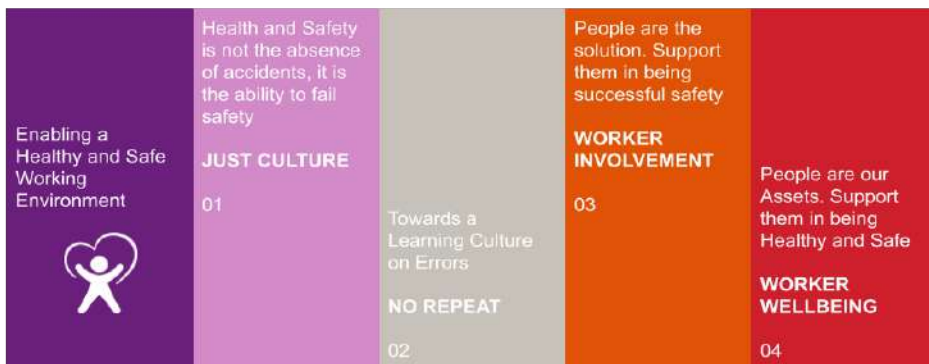 Enabling a
Healthy and Safe
Working
Environment
Health and Safety
is not the absence
of accidents, it is
the ability to fail
safety
JUST CULTURE
01
Towards a
Learning Culture
on Errors
NO REPEAT
02
People are the
solution. Support
them in being
successful safety
WORKER
INVOLVEMENT
03
People are our
Assets. Support
them in being
Healthy and Safe
WORKER
WELLBEING
04